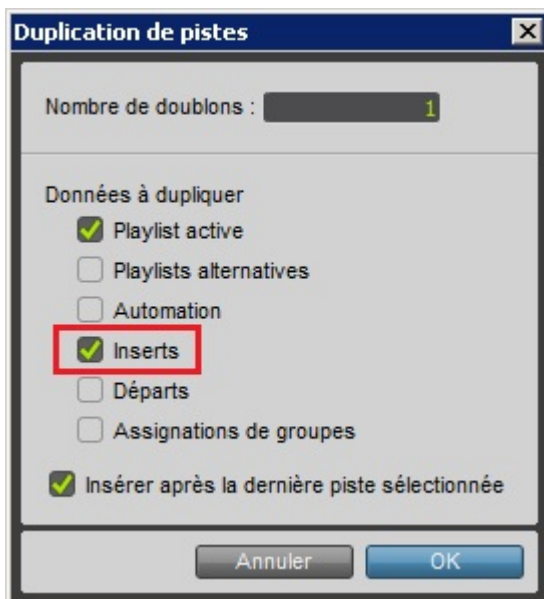 Duplication de pistes
Nombre de doublons : 1
Données à dupliquer
Playlist active
Playlists alternatives
Automation
Inserts
Départs
Assignations de groupes
Insérer après la dernière piste sélectionnée
Annuler OK